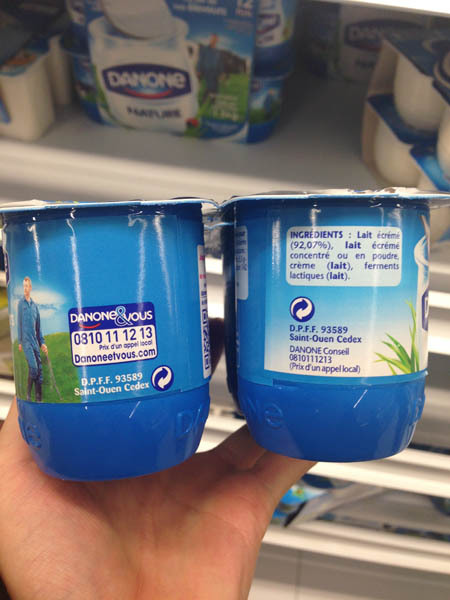 DANONE
NATURE
DANONE
DANONE&VOUS
0810 11 12 13
Prix d'un appel local
Danoneetvous.com
D.P.F.F. 93589
Saint-Ouen Cedex
INGRÉDIENTS : Lait écrémé
(92,07%), lait écrémé
concentré ou en poudre,
crème (lait), ferments
lactiques (lait).
D.P.F.F. 93589
Saint-Ouen Cedex
DANONE Conseil
0810111213
(Prix d'un appel local)